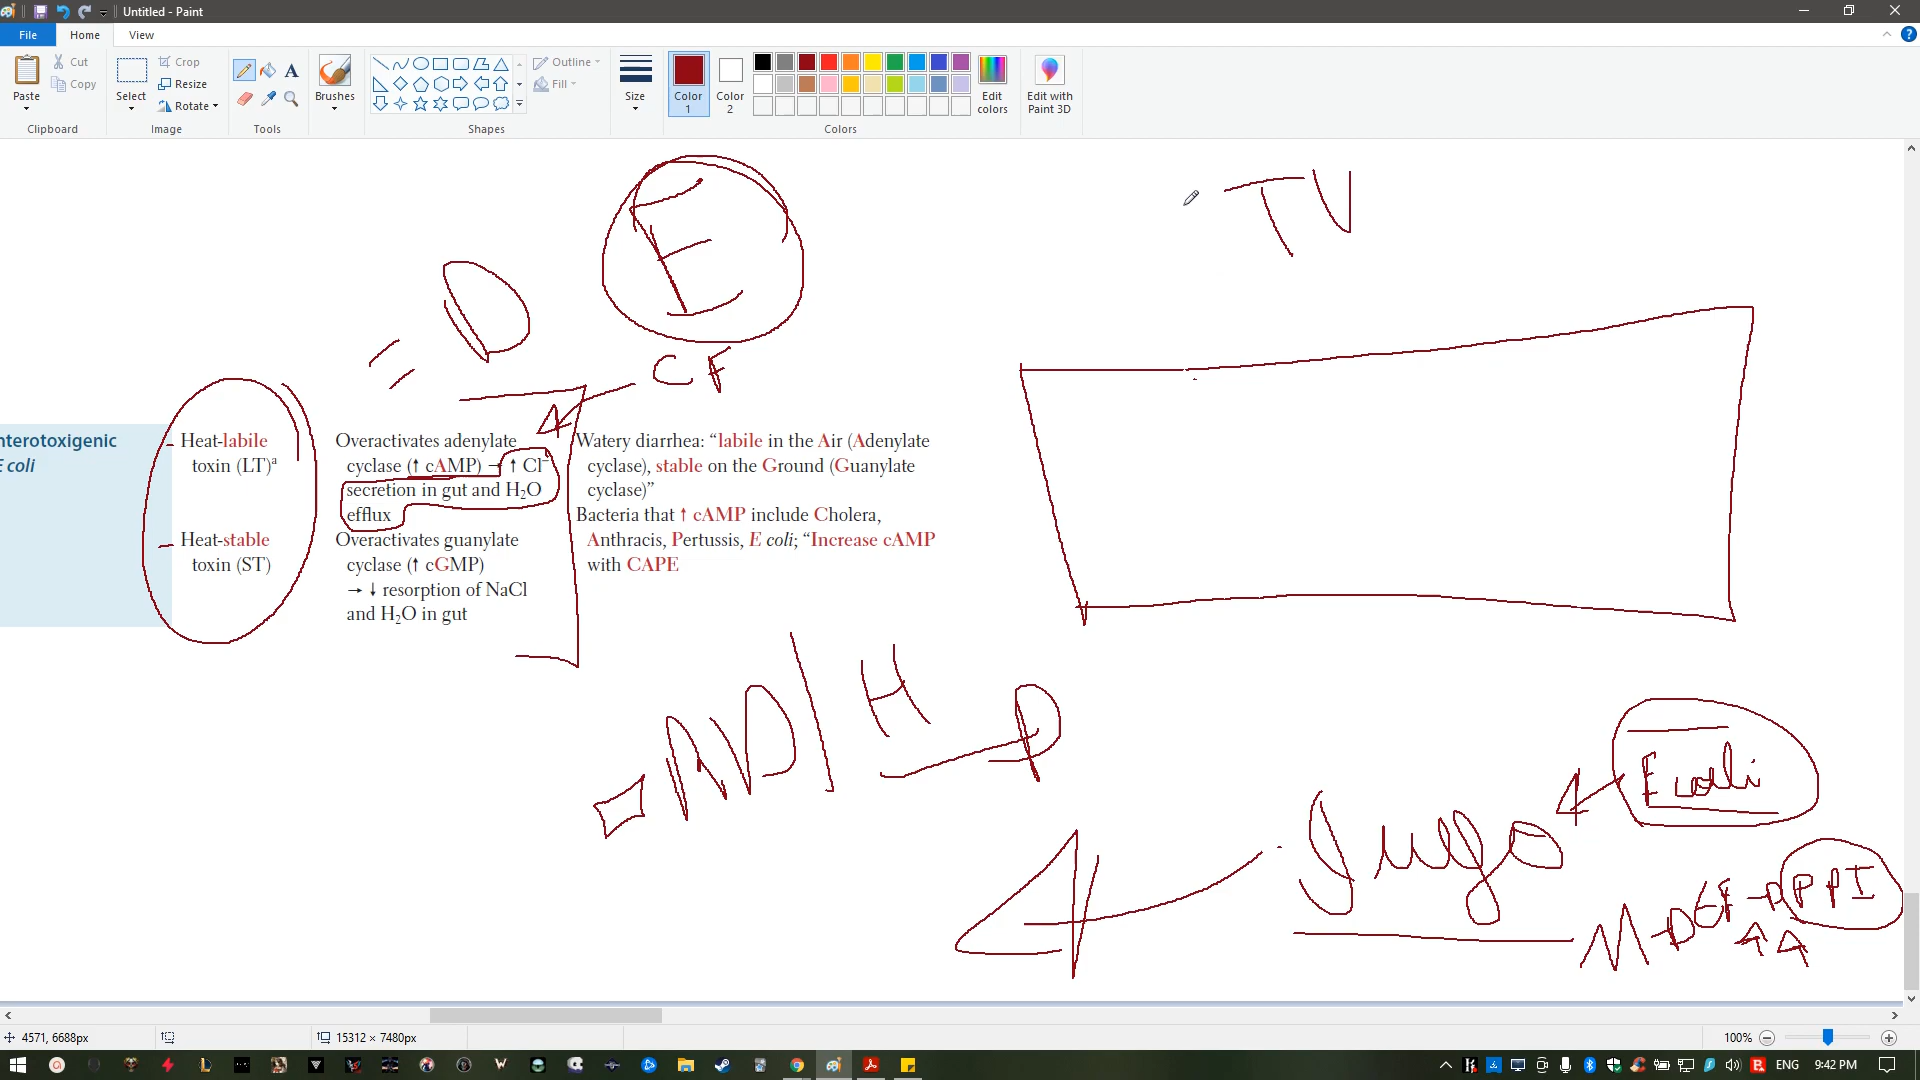 Untitled - Paint
File
Home
View
Paste
Cut
Copy
Clipboard
Select
Crop
Resize
Rotate
Image
Tools
Brushes
Shapes
Outline
Fill
Size
Color
1
Color
2
Colors
Edit
colors
Edit with
Paint 3D
TV
E
D
=
CF
nterotoxigenic
E coli
Heat-labile
toxin (LT)ª
Heat-stable
toxin (ST)
Overactivates adenylate
cyclase (↑ cAMP) → ↑ Cl⁻
secretion in gut and H₂O
efflux
Overactivates guanylate
cyclase (↑ cGMP)
→ ↓ resorption of NaCl
and H₂O in gut
Watery diarrhea: “labile in the Air (Adenylate
cyclase), stable on the Ground (Guanylate
cyclase)”
Bacteria that ↑ cAMP include Cholera,
Anthracis, Pertussis, E coli; “Increase cAMP
with CAPE
H
E coli
PPI
4571, 6688px
15312 × 7480px
100%
ENG
9:42 PM